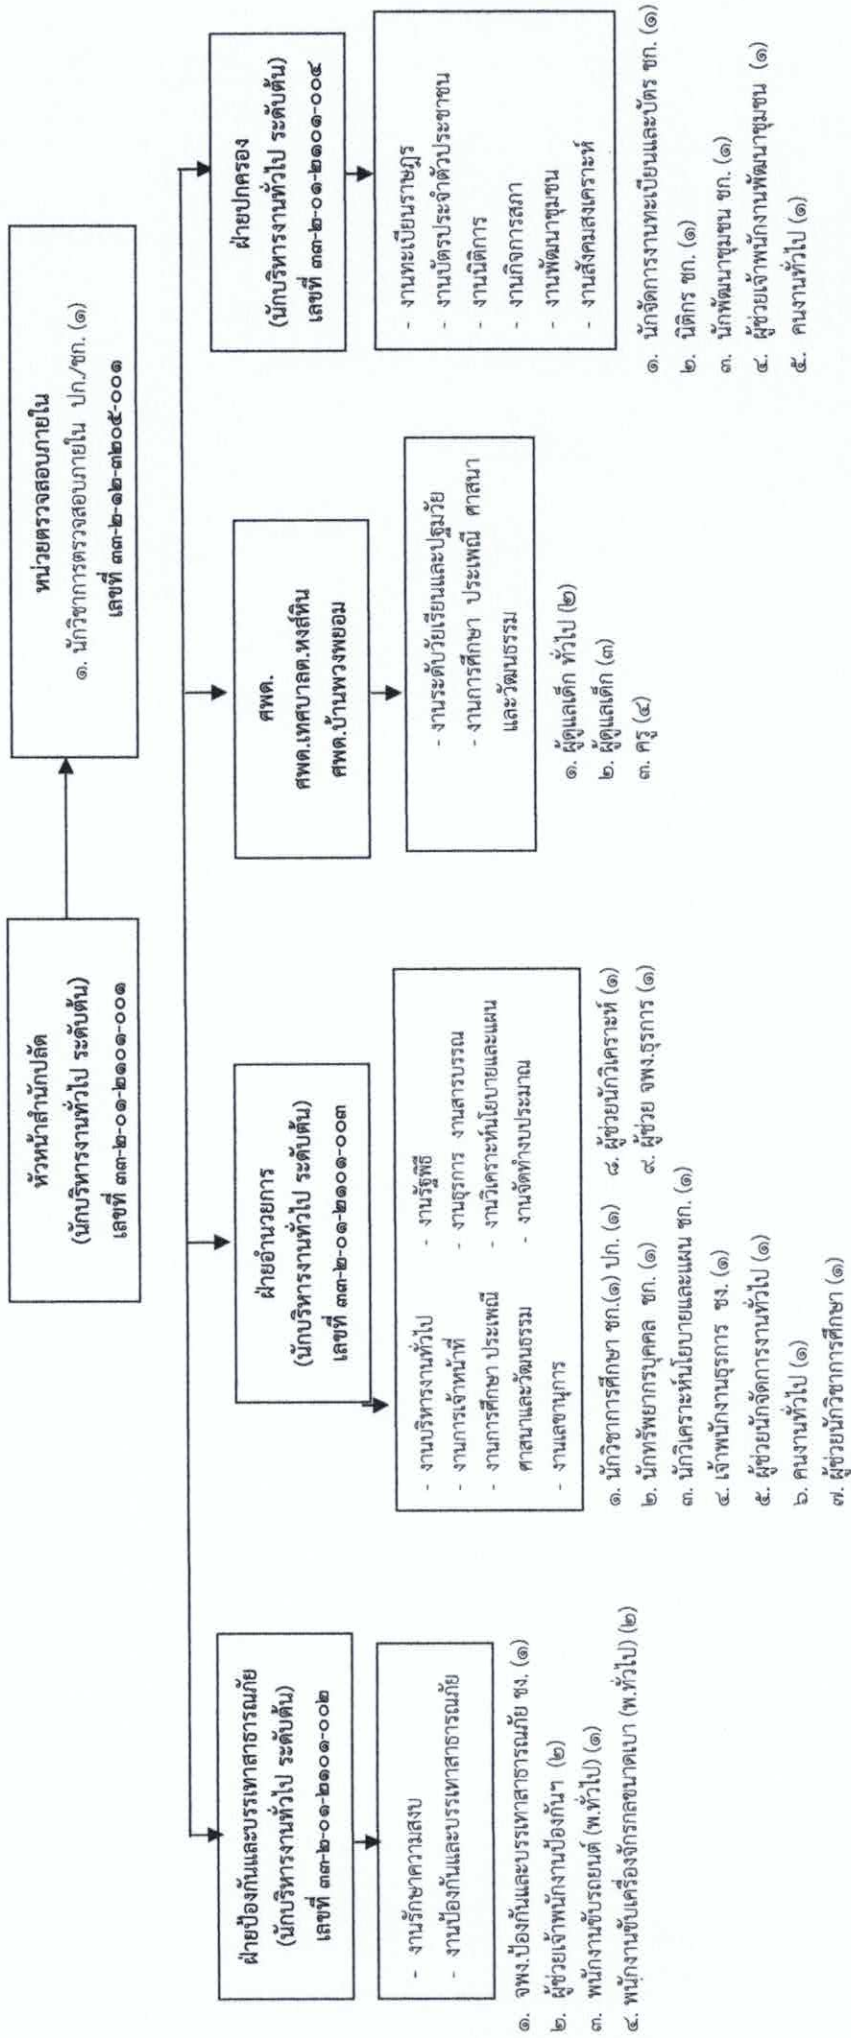 หัวหน้าสำนักปลัด
(นักบริหารงานทั่วไป ระดับต้น)
เลขที่ ๓๓-๒-๐๑-๒๑๐๑-๐๐๑
หน่วยตรวจสอบภายใน
๑. นักวิชาการตรวจสอบภายใน ปก./ชก. (๑)
เลขที่ ๓๓-๒-๑๒-๓๒๐๕-๐๐๑
ฝ่ายป้องกันและบรรเทาสาธารณภัย
(นักบริหารงานทั่วไป ระดับต้น)
เลขที่ ๓๓-๒-๐๑-๒๑๐๑-๐๐๒
- งานรักษาความสงบ
- งานป้องกันและบรรเทาสาธารณภัย
๑. จพง.ป้องกันและบรรเทาสาธารณภัย ชง. (๑)
๒. ผู้ช่วยเจ้าพนักงานป้องกันฯ (๒)
๓. พนักงานขับรถยนต์ (พ.ทั่วไป) (๑)
๔. พนักงานขับเครื่องจักรกลขนาดเบา (พ.ทั่วไป) (๒)
ฝ่ายอำนวยการ
(นักบริหารงานทั่วไป ระดับต้น)
เลขที่ ๓๓-๒-๐๑-๒๑๐๑-๐๐๓
- งานบริหารงานทั่วไป - งานรัฐพิธี
- งานการเจ้าหน้าที่ - งานธุรการ งานสารบรรณ
- งานการศึกษา ประเพณี - งานวิเคราะห์นโยบายและแผน
ศาสนาและวัฒนธรรม - งานจัดทำงบประมาณ
- งานเลขานุการ
๑. นักวิชาการศึกษา ชก.(๑) ปก. (๑) ๘. ผู้ช่วยนักวิเคราะห์ (๑)
๒. นักทรัพยากรบุคคล ชก. (๑) ๙. ผู้ช่วย จพง.ธุรการ (๑)
๓. นักวิเคราะห์นโยบายและแผน ชก. (๑)
๔. เจ้าพนักงานธุรการ ชง. (๑)
๕. ผู้ช่วยนักจัดการงานทั่วไป (๑)
๖. คนงานทั่วไป (๑)
๗. ผู้ช่วยนักวิชาการศึกษา (๑)
ศพด.
ศพด.เทศบาลต.หงส์หิน
ศพด.บ้านพวงพยอม
- งานระดับวัยเรียนและปฐมวัย
- งานการศึกษา ประเพณี ศาสนา
และวัฒนธรรม
๑. ผู้ดูแลเด็ก ทั่วไป (๒)
๒. ผู้ดูแลเด็ก (๓)
๓. ครู (๔)
ฝ่ายปกครอง
(นักบริหารงานทั่วไป ระดับต้น)
เลขที่ ๓๓-๒-๐๑-๒๑๐๑-๐๐๔
- งานทะเบียนราษฎร
- งานบัตรประจำตัวประชาชน
- งานนิติการ
- งานกิจการสภา
- งานพัฒนาชุมชน
- งานสังคมสงเคราะห์
๑. นักจัดการงานทะเบียนและบัตร ชก. (๑)
๒. นิติกร ชก. (๑)
๓. นักพัฒนาชุมชน ชก. (๑)
๔. ผู้ช่วยเจ้าพนักงานพัฒนาชุมชน (๑)
๕. คนงานทั่วไป (๑)